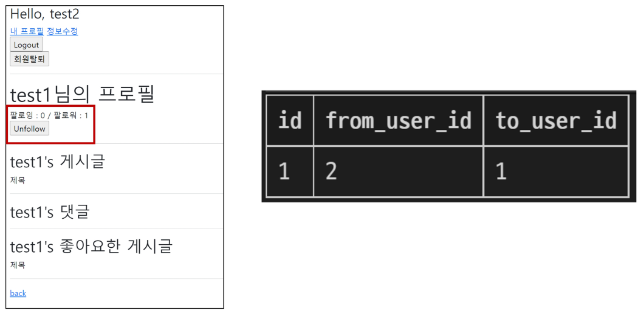 Hello, test2
내 프로필 정보수정
Logout
회원탈퇴
test1님의 프로필
팔로잉 : 0 / 팔로워 : 1
Unfollow
test1's 게시글
제목
test1's 댓글
test1's 좋아요한 게시글
제목
back
id from_user_id to_user_id
1 2 1